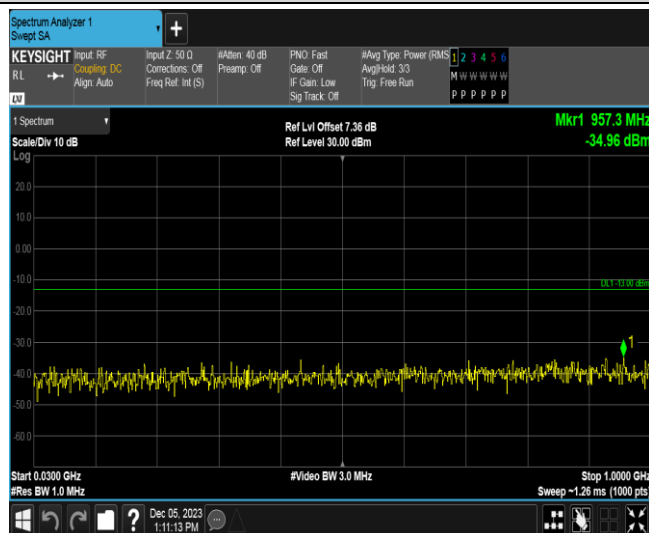 Spectrum Analyzer 1
Swept SA
+
KEYSIGHT Input: RF Input Z: 50 Ω #Atten: 40 dB PNO: Fast #Avg Type: Power (RMS 1 2 3 4 5 6
RL Coupling: DC Corrections: Off Preamp: Off Gate: Off Avg|Hold: 3/3 M W W W W W
Align: Auto Freq Ref: Int (S) IF Gain: Low Trig: Free Run
Sig Track: Off P P P P P P
LXI
1 Spectrum Ref Lvl Offset 7.36 dB Mkr1 957.3 MHz
Scale/Div 10 dB Ref Level 30.00 dBm -34.96 dBm
Log
20.0
10.0
0.00
-10.0
DL1 -13.00 dBm
-20.0
-30.0
1
-40.0
-50.0
-60.0
Start 0.0300 GHz #Video BW 3.0 MHz Stop 1.0000 GHz
#Res BW 1.0 MHz Sweep ~1.26 ms (1000 pts)
? Dec 05, 2023
1:11:13 PM